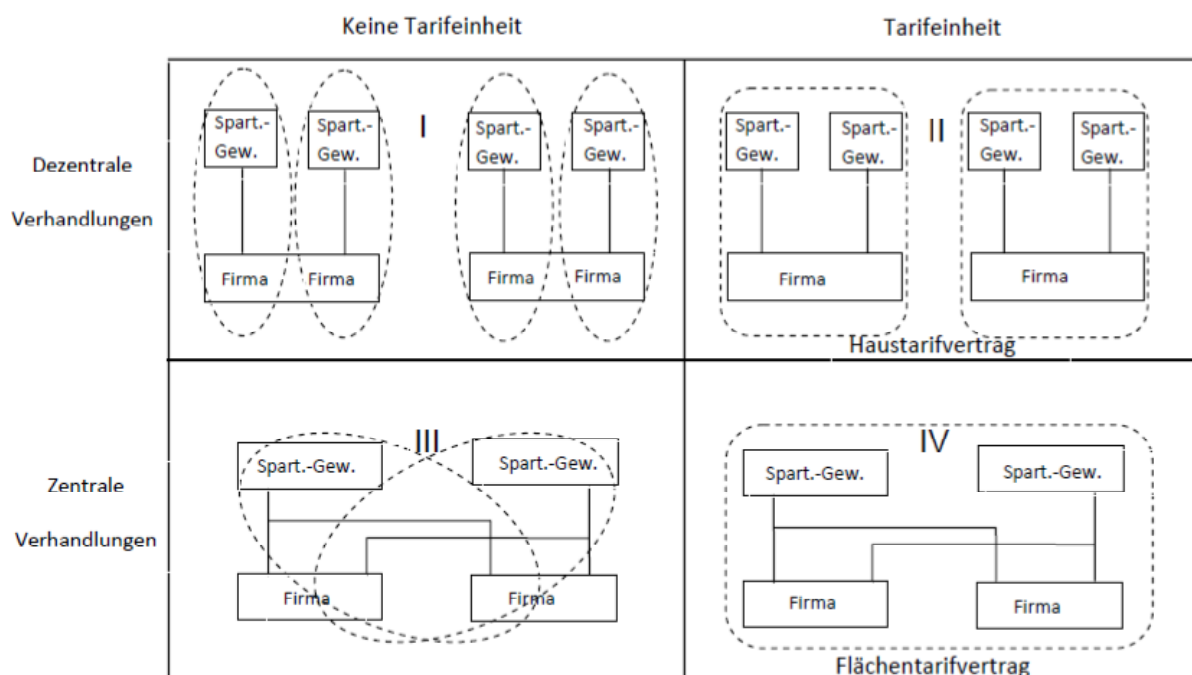 Keine Tarifeinheit
Tarifeinheit
Dezentrale
Verhandlungen
I
Spart.-
Gew.
Spart.-
Gew.
Spart.-
Gew.
Spart.-
Gew.
Firma
Firma
Firma
Firma
II
Spart.-
Gew.
Spart.-
Gew.
Spart.-
Gew.
Spart.-
Gew.
Firma
Firma
Haustarifvertrag
Zentrale
Verhandlungen
III
Spart.-Gew.
Spart.-Gew.
Firma
Firma
IV
Spart.-Gew.
Spart.-Gew.
Firma
Firma
Flächentarifvertrag